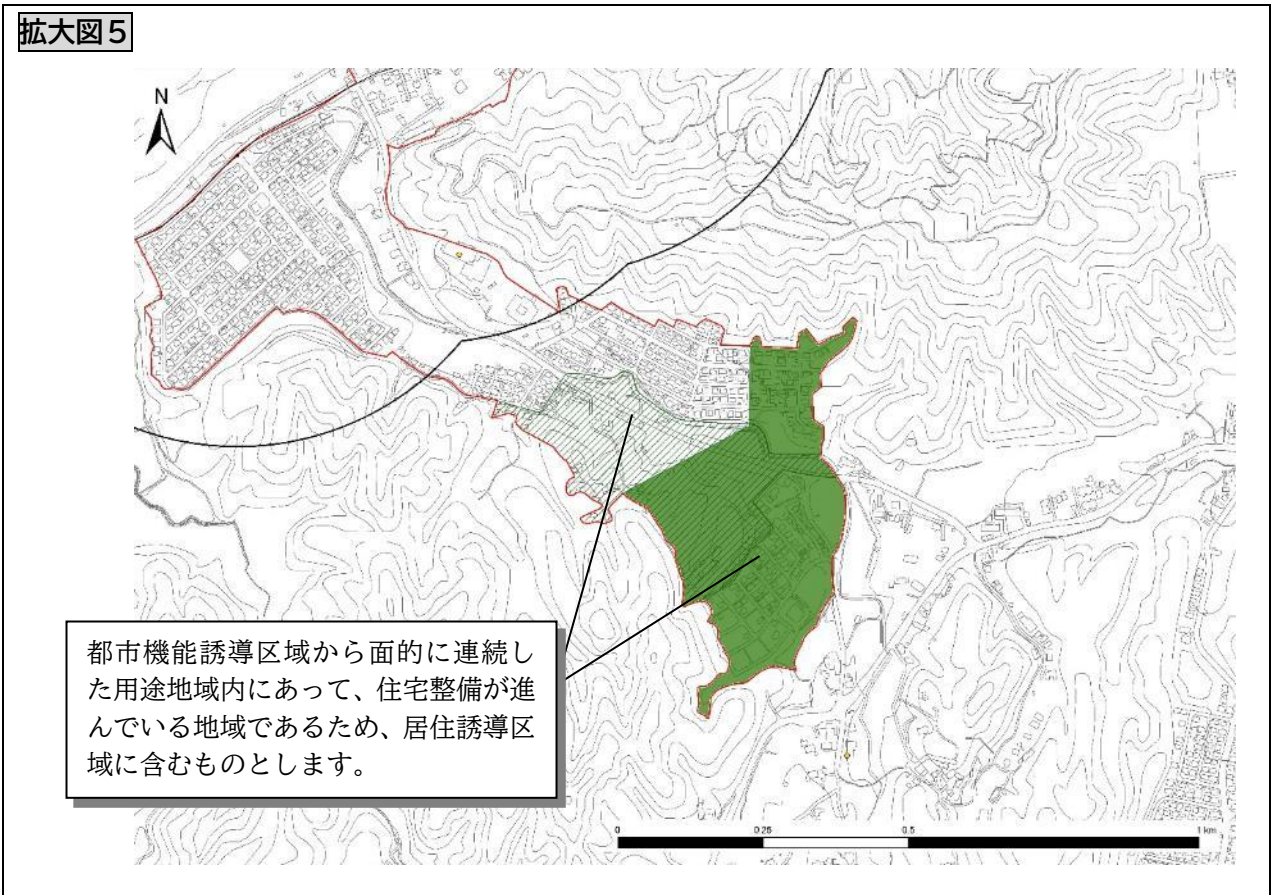 拡大図5
N
都市機能誘導区域から面的に連続し
た用途地域内にあって、住宅整備が進
んでいる地域であるため、居住誘導区
域に含むものとします。
0 0.25 0.5 1 km